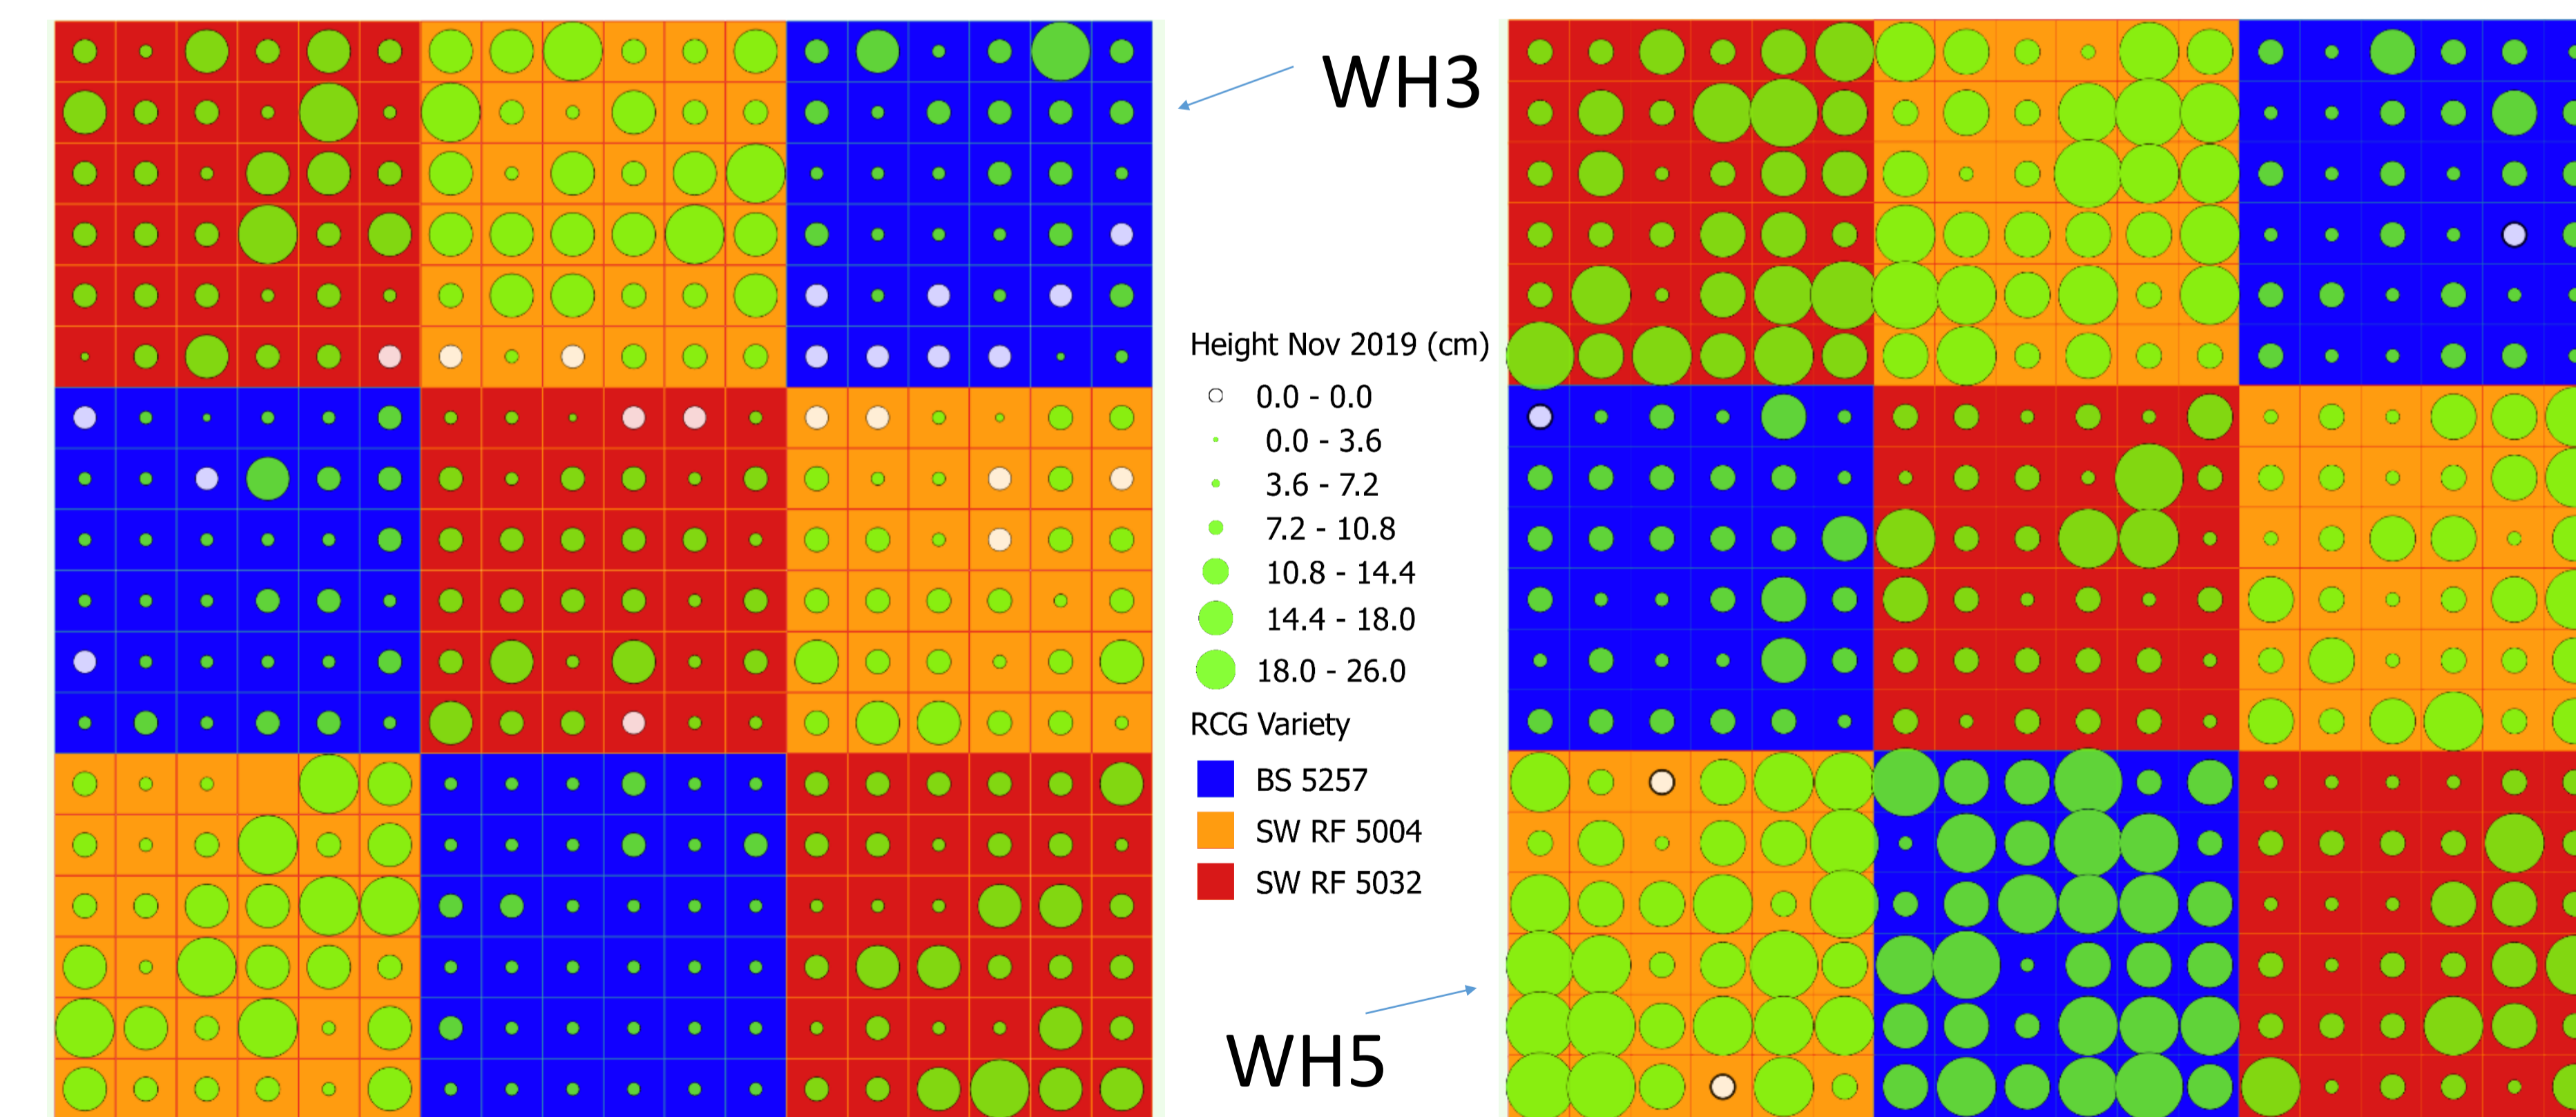 WH3
Height Nov 2019 (cm)
0.0 - 0.0
0.0 - 3.6
3.6 - 7.2
7.2 - 10.8
10.8 - 14.4
14.4 - 18.0
18.0 - 26.0
RCG Variety
BS 5257
SW RF 5004
SW RF 5032
WH5